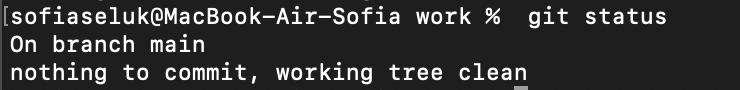 [sofiaseluk@MacBook-Air-Sofia work %  git status
On branch main
nothing to commit, working tree clean